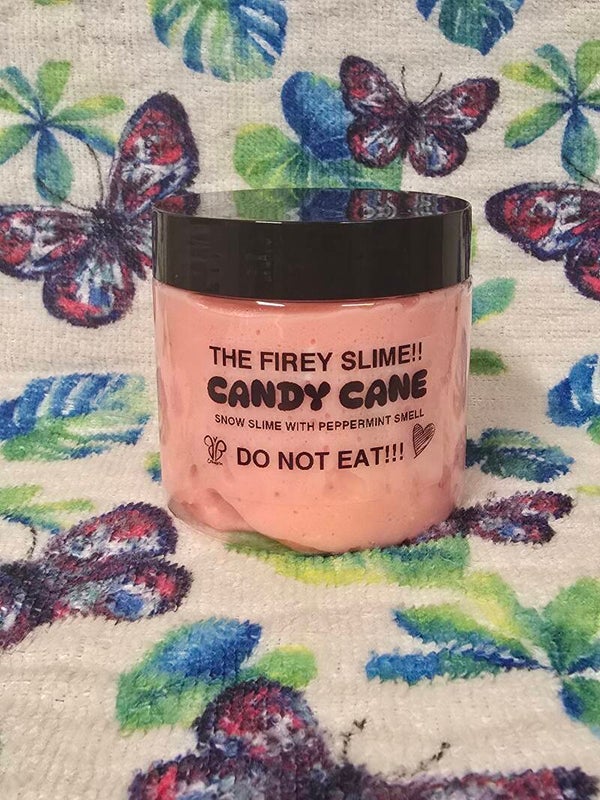 THE FIREY SLIME!!
CANDY CANE
SNOW SLIME WITH PEPPERMINT SMELL
DO NOT EAT!!!